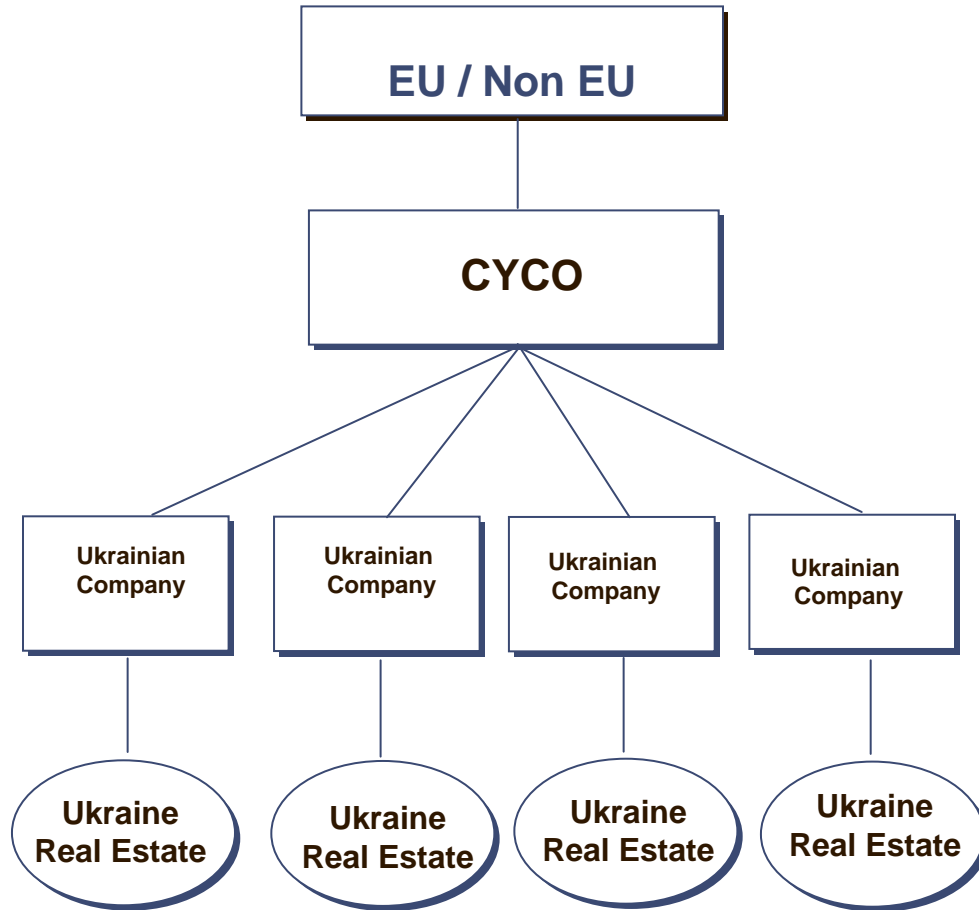 EU / Non EU
CYCO
Ukrainian
Company
Ukrainian
Company
Ukrainian
Company
Ukrainian
Company
Ukraine
Real Estate
Ukraine
Real Estate
Ukraine
Real Estate
Ukraine
Real Estate